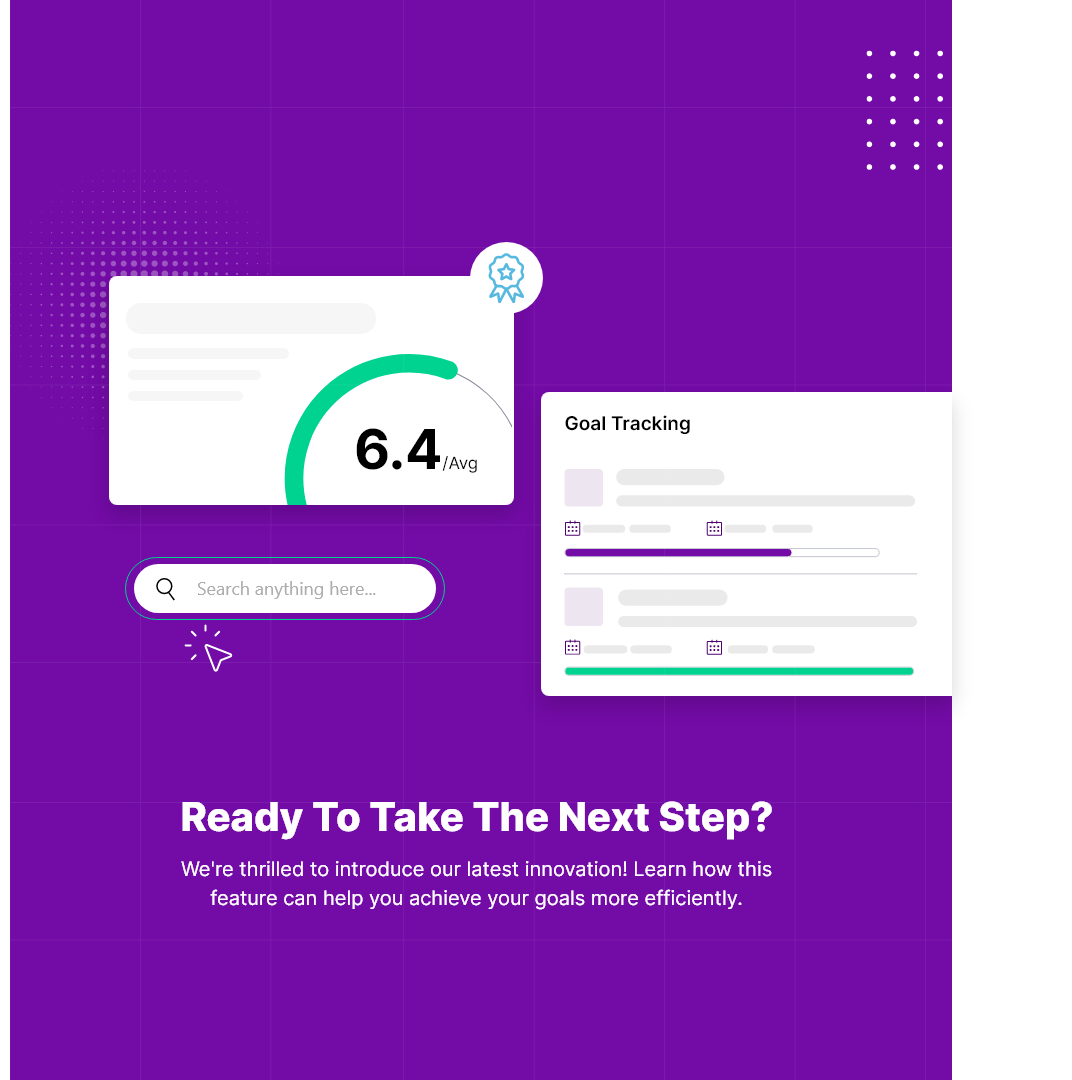 6.4/Avg
Goal Tracking
Search anything here...
Ready To Take The Next Step?
We're thrilled to introduce our latest innovation! Learn how this
feature can help you achieve your goals more efficiently.